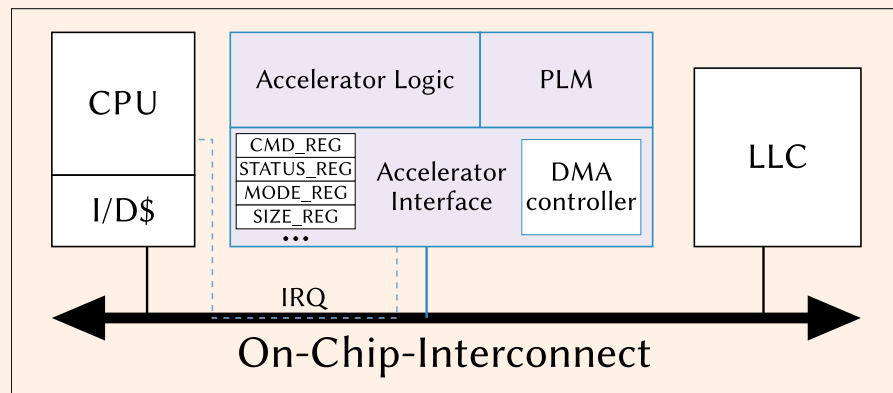 CPU
I/D$
Accelerator Logic
PLM
CMD_REG
STATUS_REG
MODE_REG
SIZE_REG
...
Accelerator
Interface
DMA
controller
LLC
IRQ
On-Chip-Interconnect